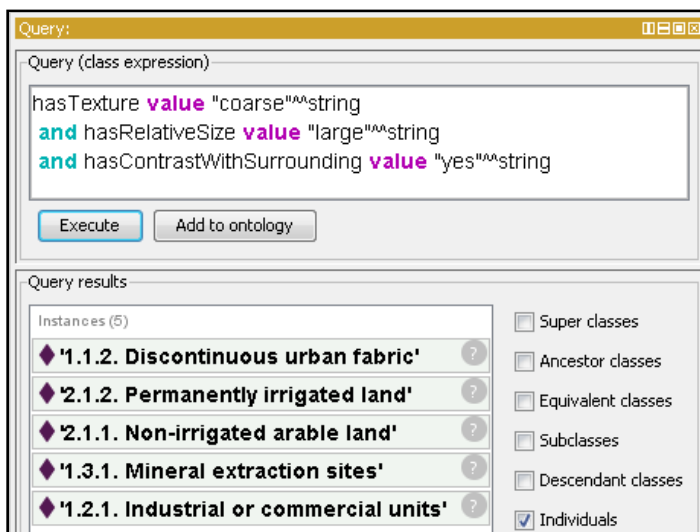 Query:
Query (class expression)
hasTexture value "coarse"^^string
and hasRelativeSize value "large"^^string
and hasContrastWithSurrounding value "yes"^^string
Execute Add to ontology
Query results
Instances (5)
'1.1.2. Discontinuous urban fabric' ?
'2.1.2. Permanently irrigated land' ?
'2.1.1. Non-irrigated arable land' ?
'1.3.1. Mineral extraction sites' ?
'1.2.1. Industrial or commercial units' ?
Super classes
Ancestor classes
Equivalent classes
Subclasses
Descendant classes
Individuals